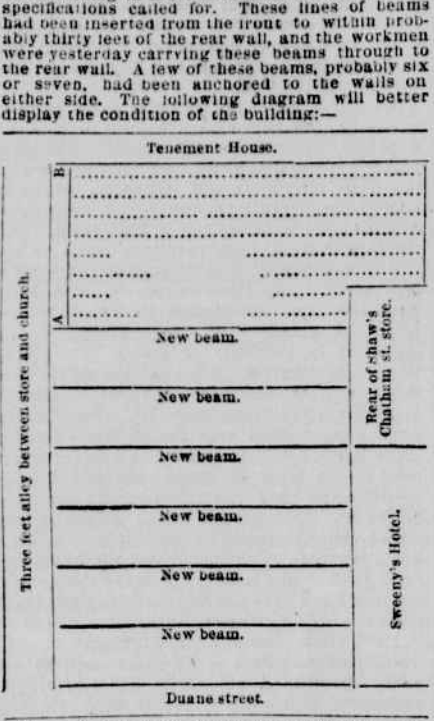 specifications called for. These lines of beams
had been inserted from the front to within prob-
ably thirty feet of the rear wall, and the workmen
were yesterday carrying these beams through to
the rear wall. A few of these beams, probably six
or seven, had been anchored to the walls on
either side. The following diagram will better
display the condition of the building:—
Tenement House.
B
A
Three feet alley between store and church.
New beam.
New beam.
New beam.
New beam.
New beam.
New beam.
Rear of chaw's
Chatham st. store.
Sweeny's Hotel.
Duane street.